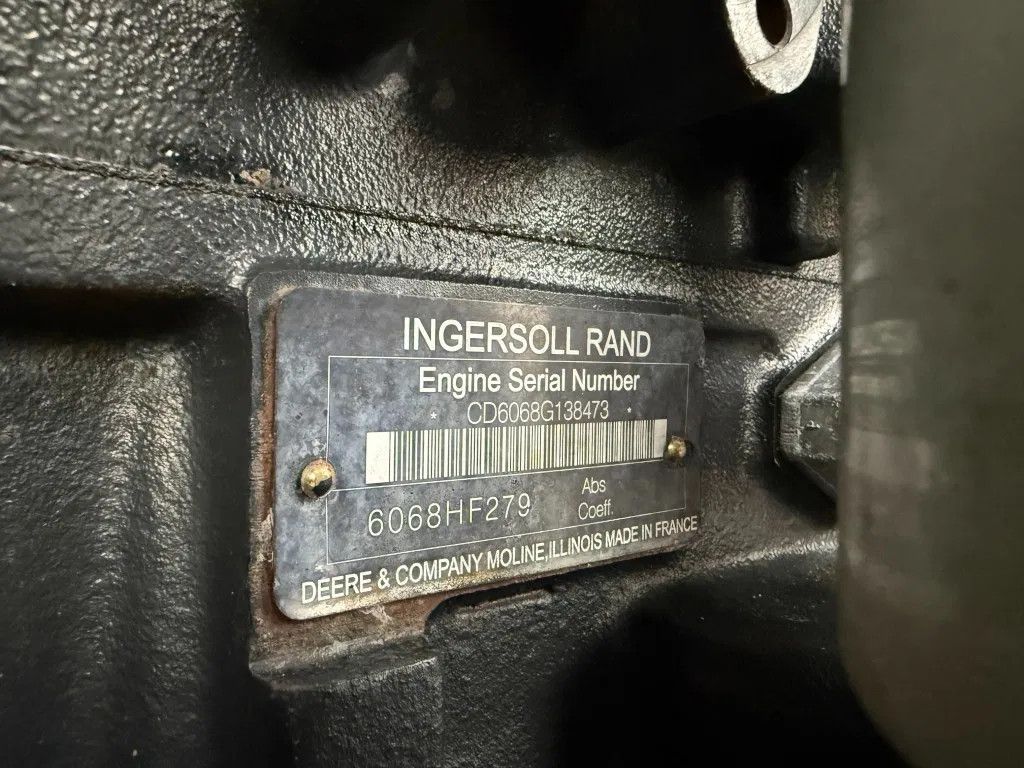 INGERSOLL RAND
Engine Serial Number
* CD6068G138473 *
6068HF279
Abs
Coeff.
DEERE & COMPANY MOLINE,ILLINOIS MADE IN FRANCE